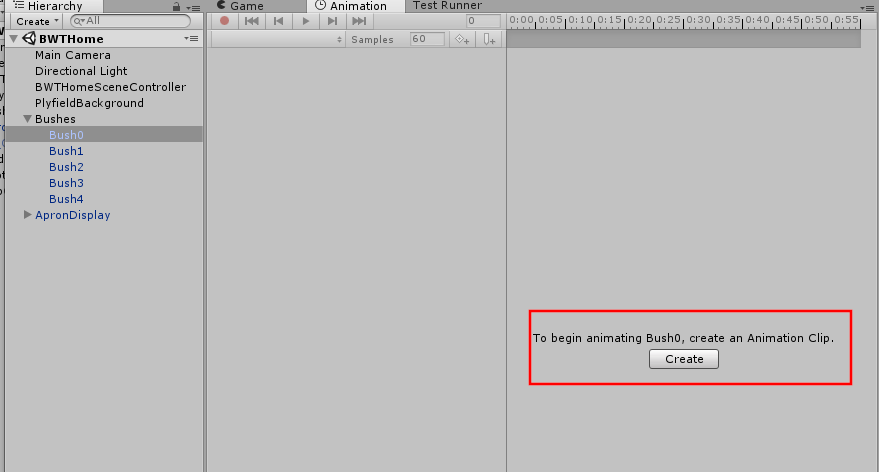 Hierarchy
Create
All
BWTHome
Main Camera
Directional Light
BWTHomeSceneController
PlyfieldBackground
Bushes
Bush0
Bush1
Bush2
Bush3
Bush4
ApronDisplay
Game
Animation
Test Runner
0
0:00 0:05 0:10 0:15 0:20 0:25 0:30 0:35 0:40 0:45 0:50 0:55
Samples 60
To begin animating Bush0, create an Animation Clip.
Create